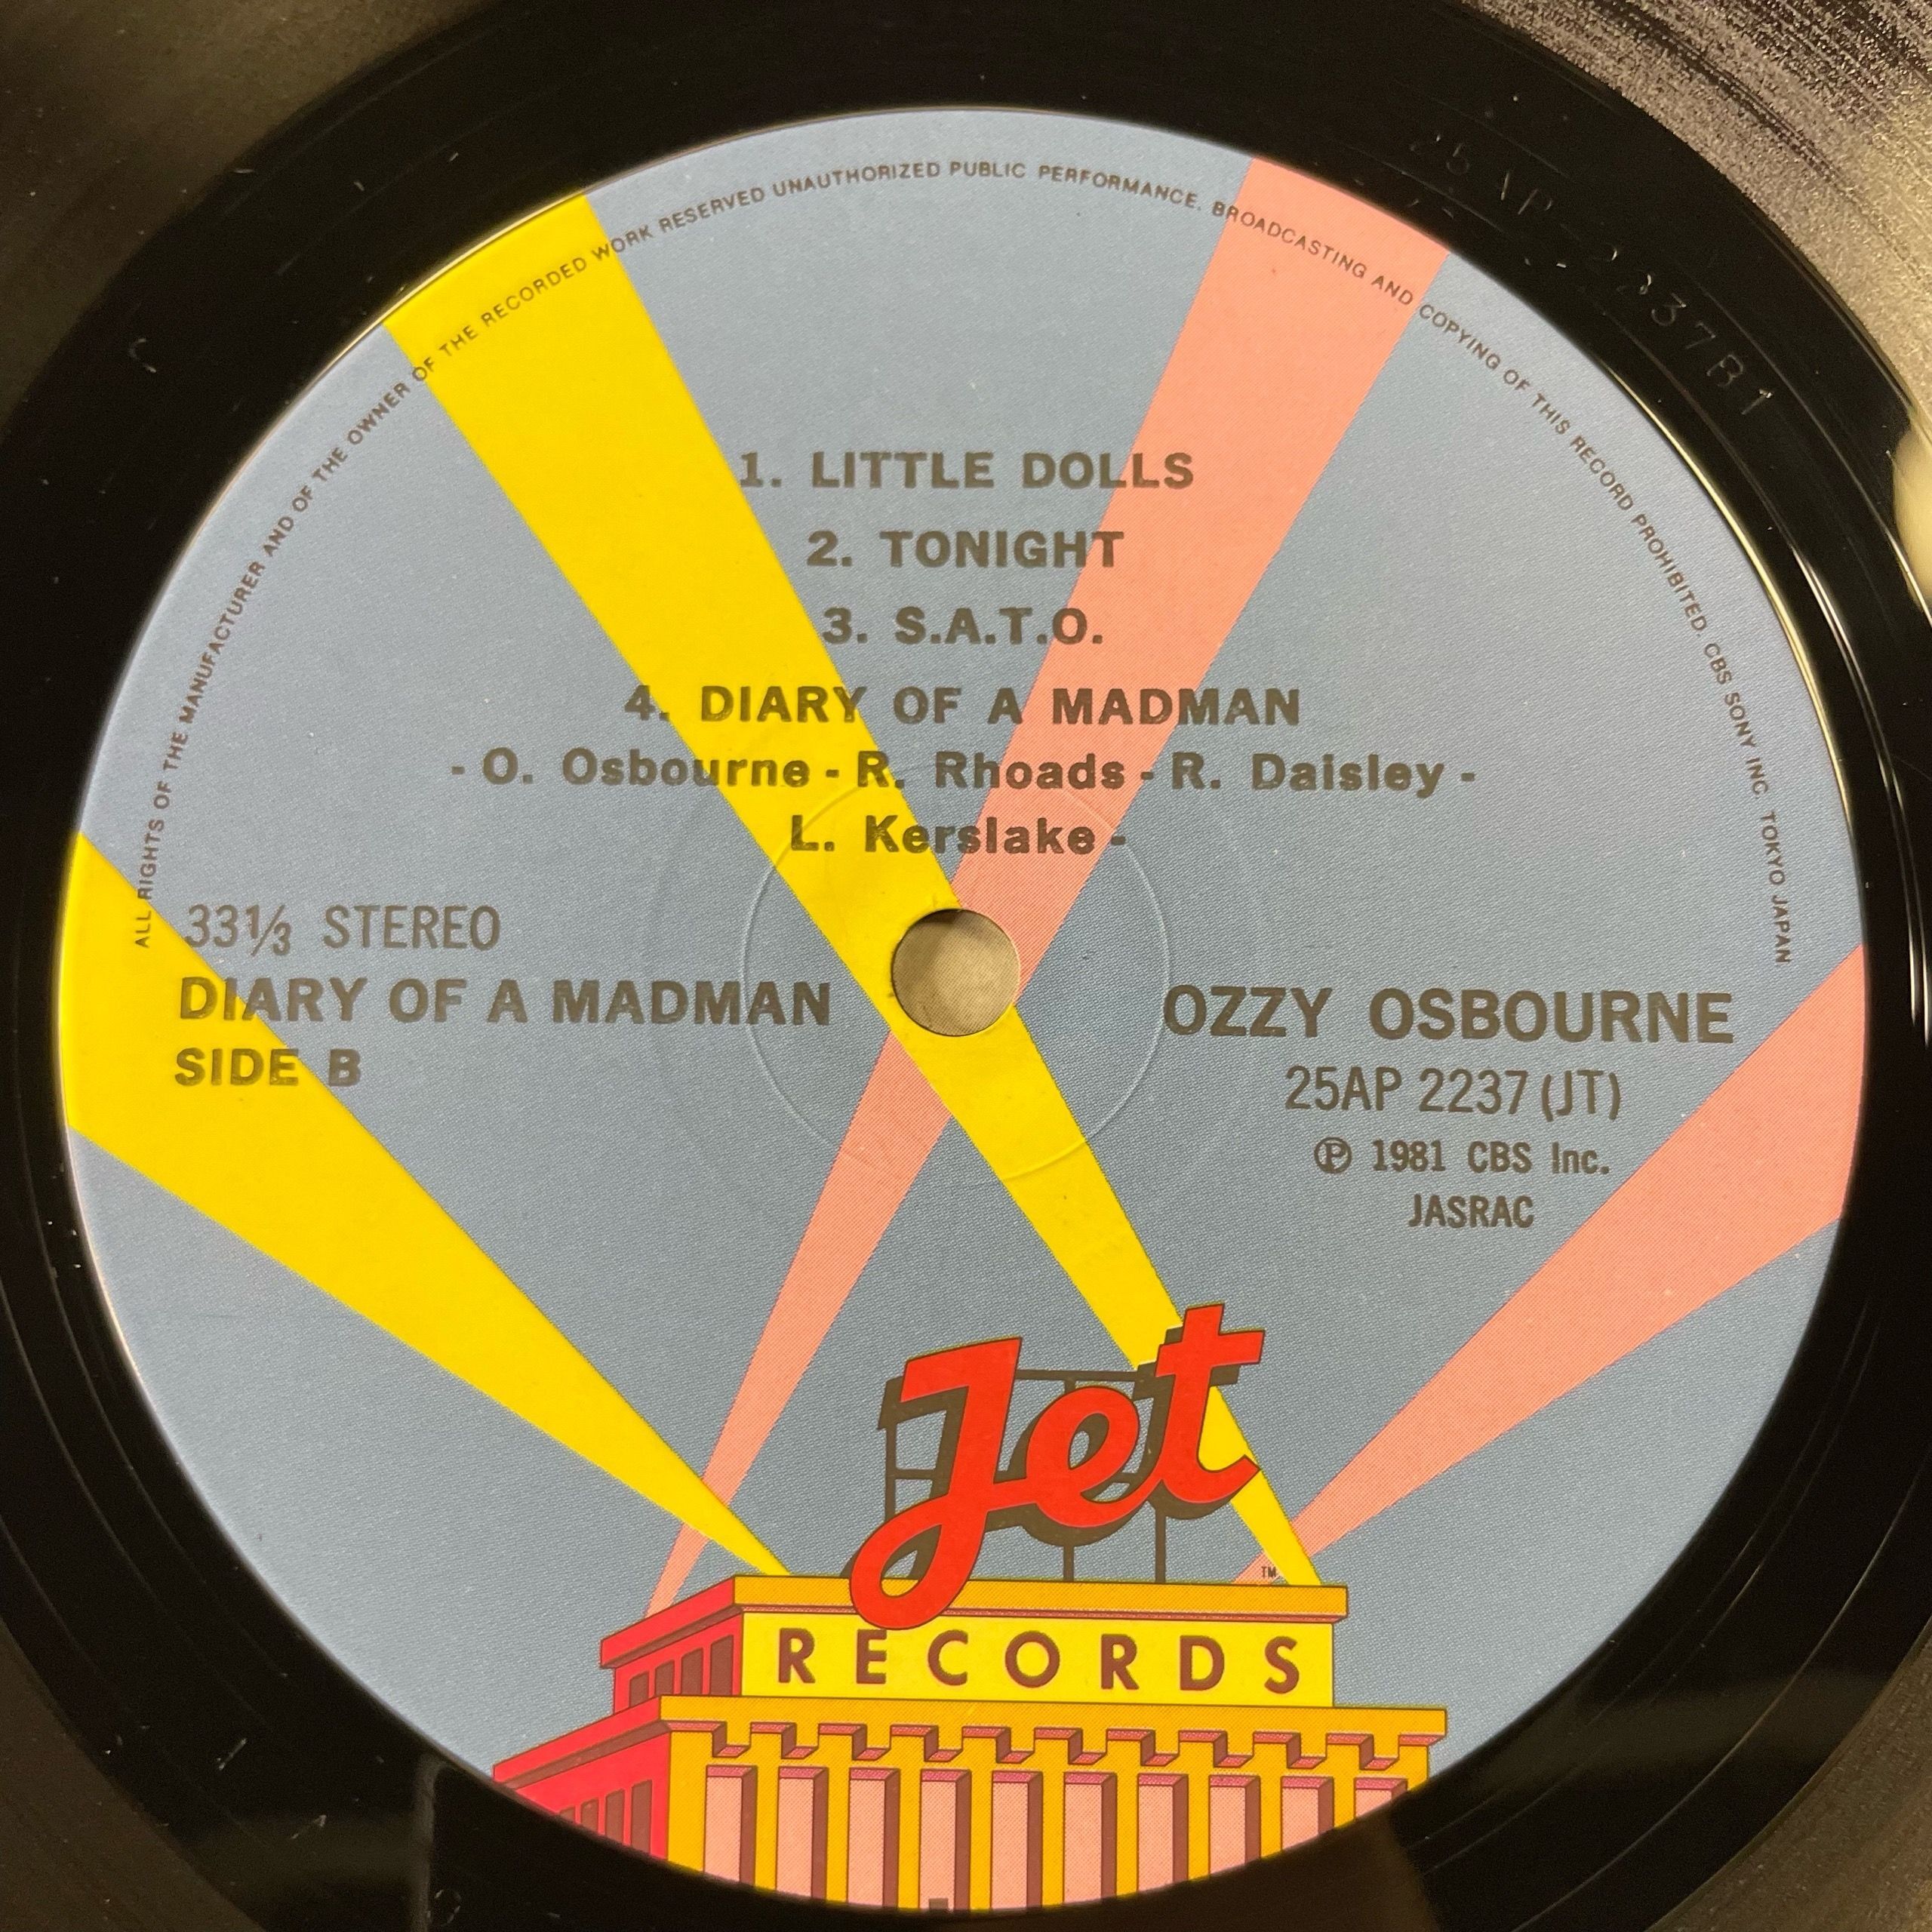 ALL RIGHTS OF THE MANUFACTURER AND OF THE OWNER OF THE RECORDED WORK RESERVED UNAUTHORIZED PUBLIC PERFORMANCE. BROADCASTING AND COPYING OF THIS RECORD PROHIBITED. CBS SONY INC. TOKYO JAPAN.
25AP 2237B1
1. LITTLE DOLLS
2. TONIGHT
3. S.A.T.O.
4. DIARY OF A MADMAN
- O. Osbourne - R. Rhoads - R. Daisley -
L. Kerslake -
33⅓ STEREO
DIARY OF A MADMAN
SIDE B
OZZY OSBOURNE
25AP 2237 (JT)
Ⓟ 1981 CBS Inc.
JASRAC
Jet
TM
RECORDS